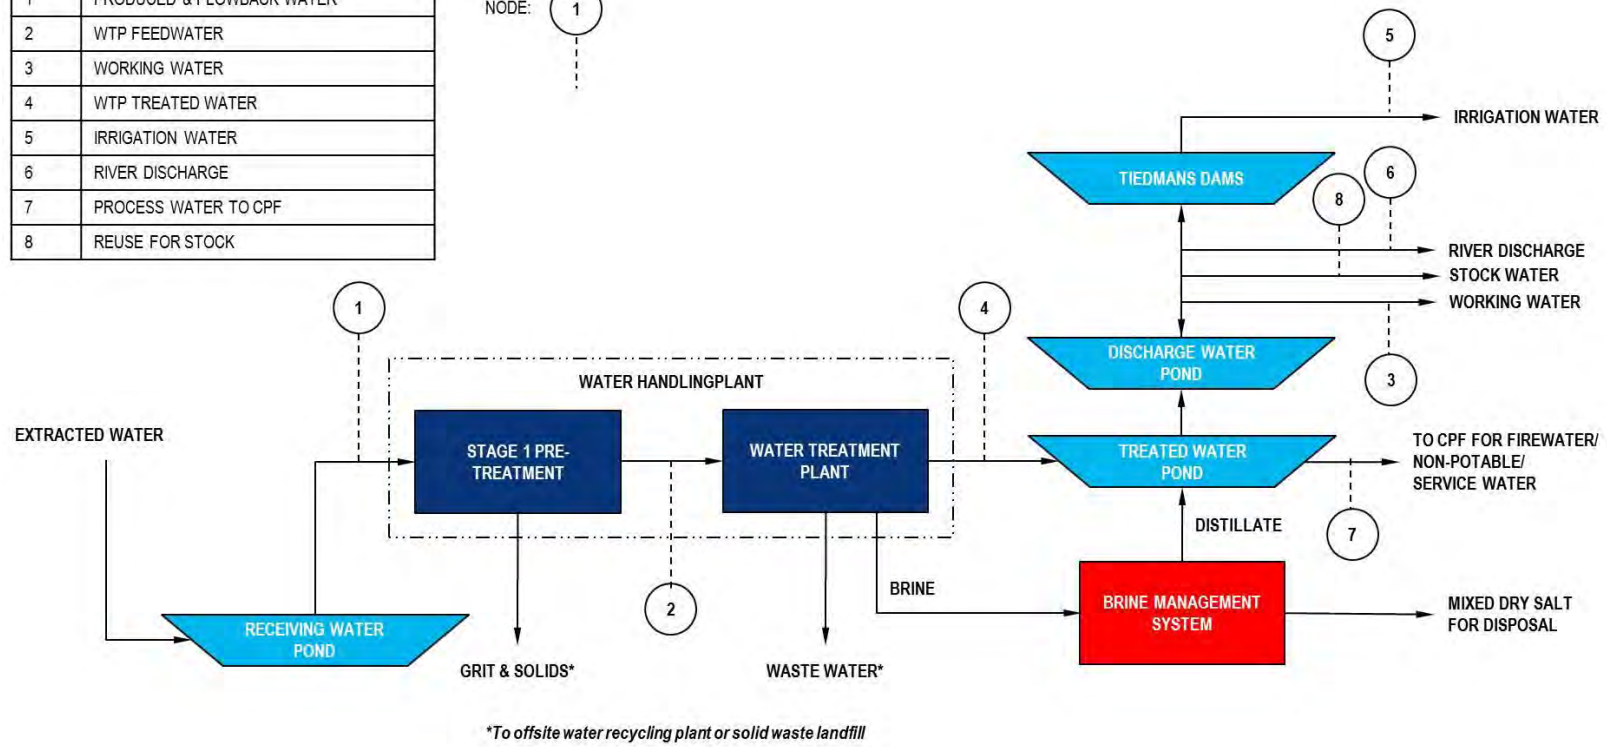 1 PRODUCED & FLOWBACK WATER
2 WTP FEEDWATER
3 WORKING WATER
4 WTP TREATED WATER
5 IRRIGATION WATER
6 RIVER DISCHARGE
7 PROCESS WATER TO CPF
8 REUSE FOR STOCK
NODE: 1
5
IRRIGATION WATER
TIEDMANS DAMS
6
8
RIVER DISCHARGE
STOCK WATER
WORKING WATER
1
4
DISCHARGE WATER
POND
3
WATER HANDLINGPLANT
EXTRACTED WATER
STAGE 1 PRE-
TREATMENT
WATER TREATMENT
PLANT
TREATED WATER
POND
TO CPF FOR FIREWATER/
NON-POTABLE/
SERVICE WATER
DISTILLATE
7
2
BRINE
BRINE MANAGEMENT
SYSTEM
MIXED DRY SALT
FOR DISPOSAL
RECEIVING WATER
POND
GRIT & SOLIDS*
WASTE WATER*
*To offsite water recycling plant or solid waste landfill